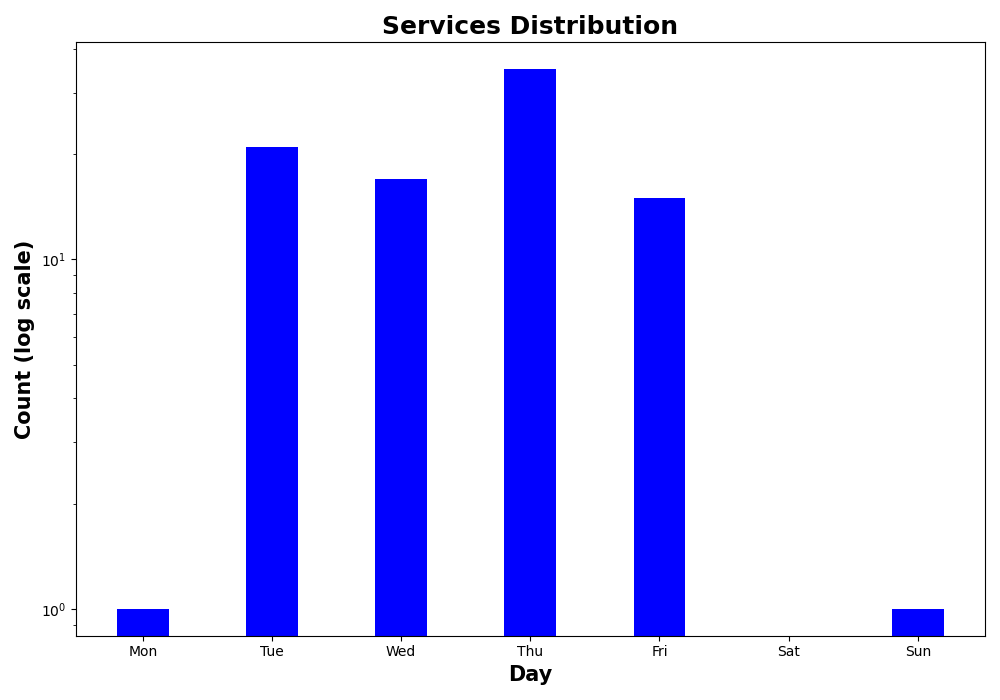 Services Distribution
Count (log scale)
10¹
10⁰
Mon Tue Wed Thu Fri Sat Sun
Day